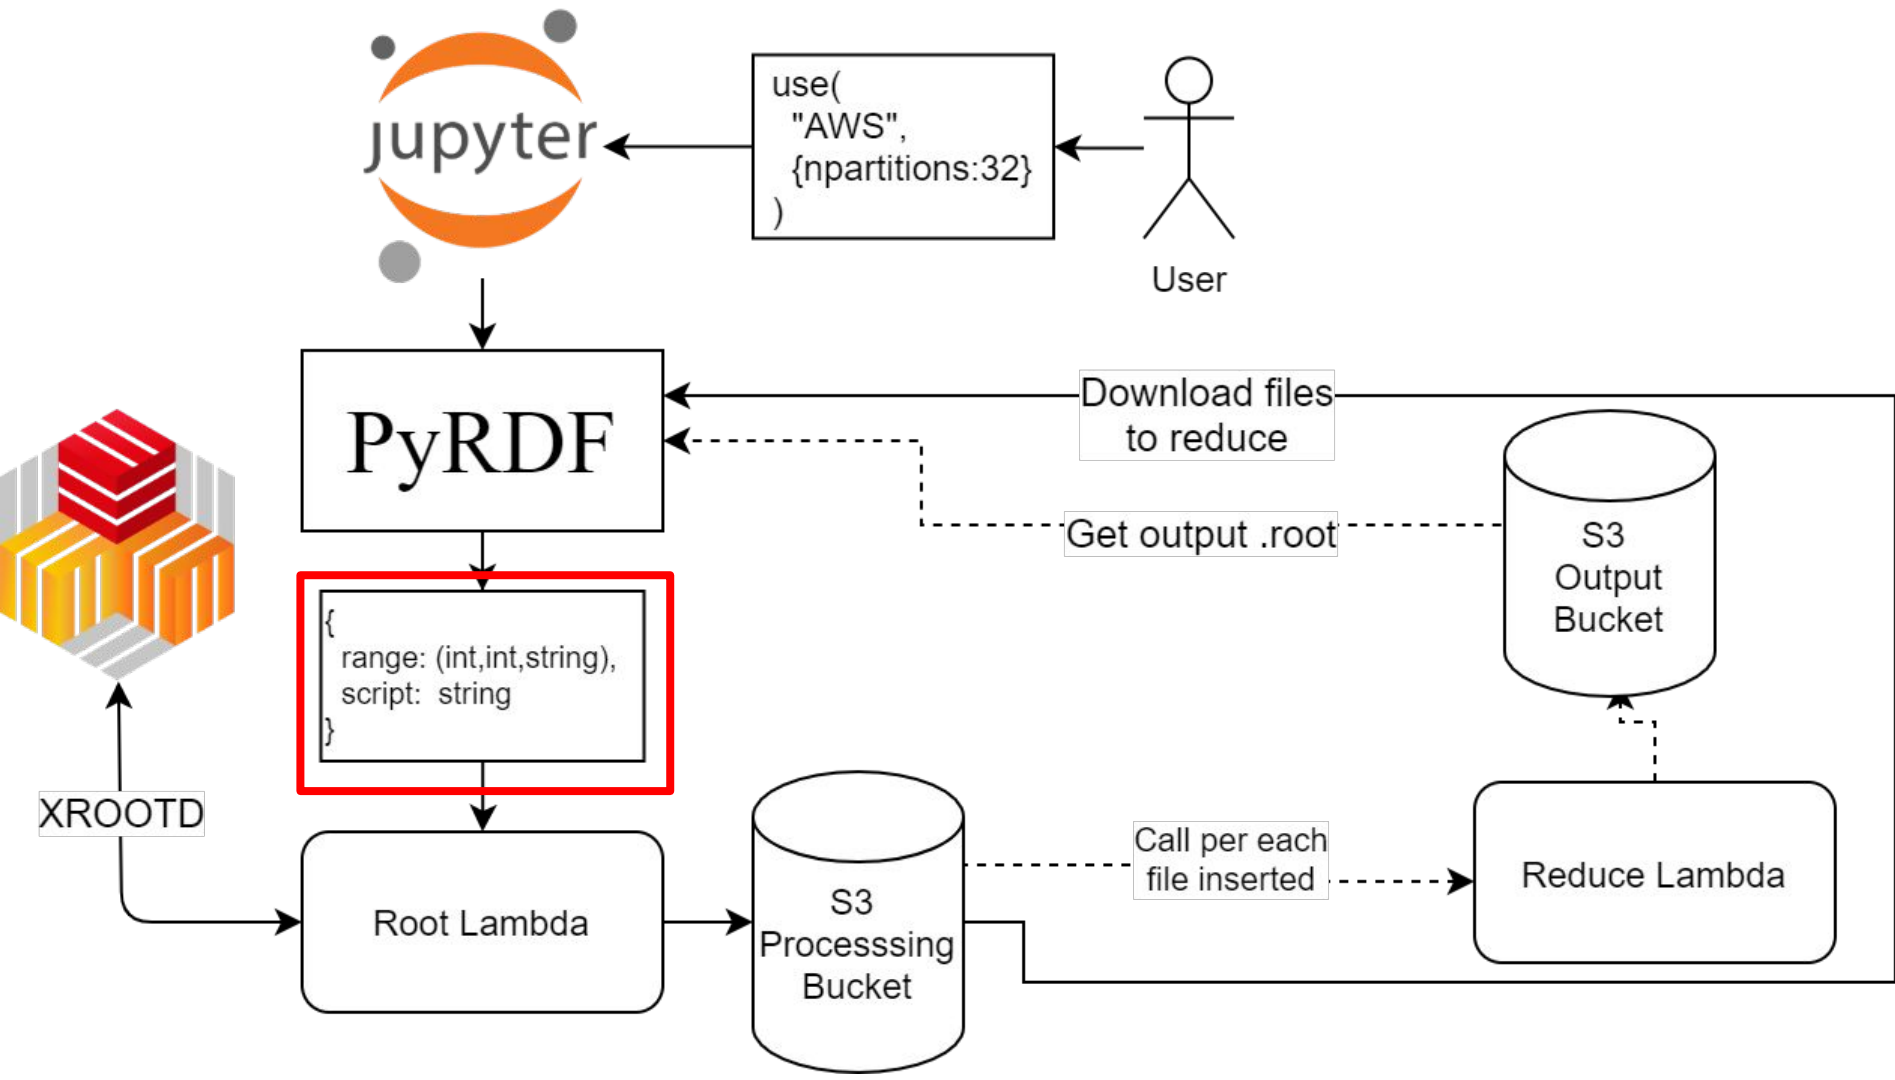 jupyter
use(
"AWS",
{npartitions:32}
)
User
PyRDF
Download files
to reduce
Get output .root
S3
Output
Bucket
{
range: (int,int,string),
script: string
}
XROOTD
Root Lambda
S3
Processsing
Bucket
Call per each
file inserted
Reduce Lambda